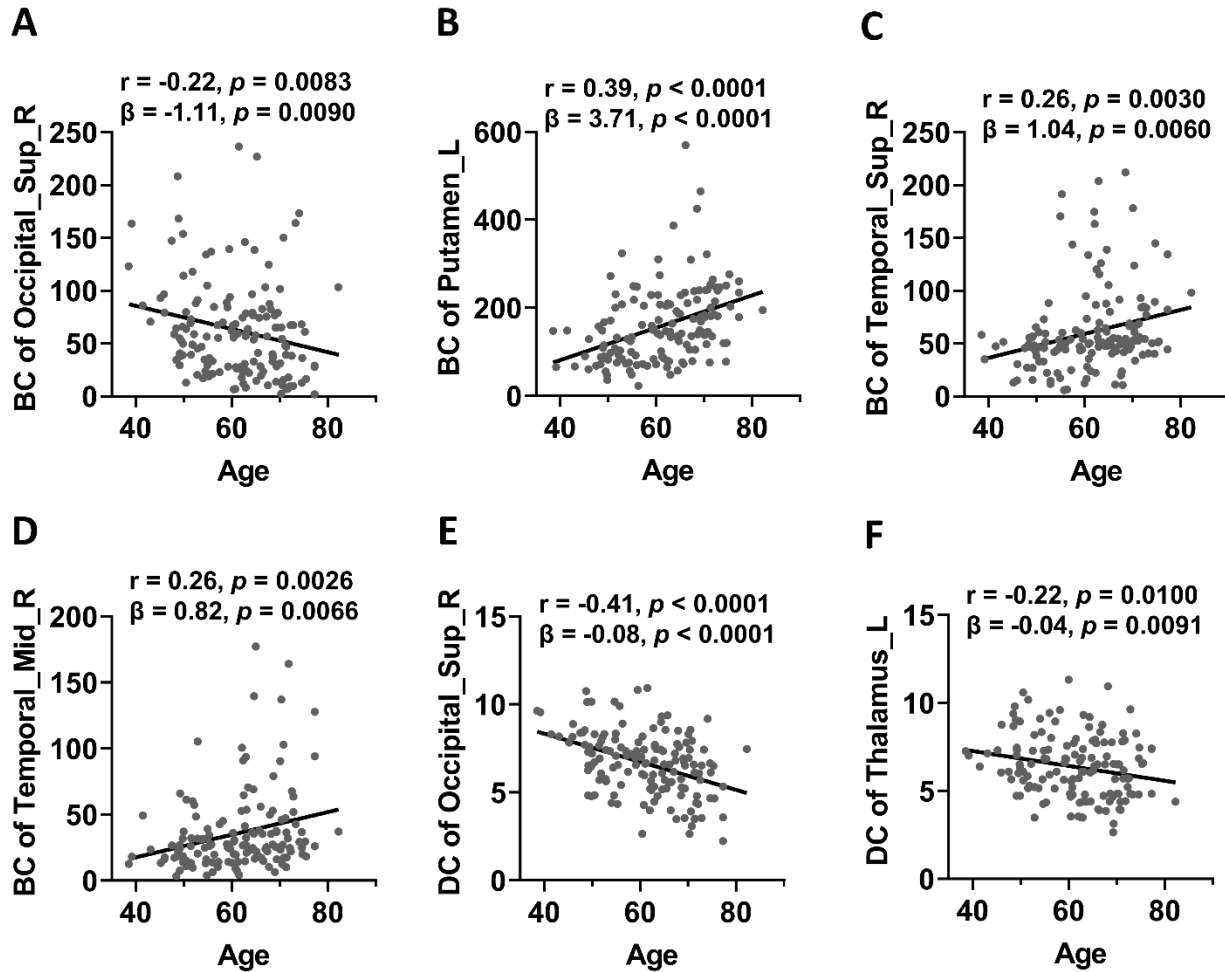 A
r = -0.22, p = 0.0083
β = -1.11, p = 0.0090
BC of Occipital_Sup_R
250
200
150
100
50
0
40 60 80
Age
B
r = 0.39, p < 0.0001
β = 3.71, p < 0.0001
BC of Putamen_L
600
400
200
0
40 60 80
Age
C
r = 0.26, p = 0.0030
β = 1.04, p = 0.0060
BC of Temporal_Sup_R
250
200
150
100
50
0
40 60 80
Age
D
r = 0.26, p = 0.0026
β = 0.82, p = 0.0066
BC of Temporal_Mid_R
200
150
100
50
0
40 60 80
Age
E
r = -0.41, p < 0.0001
β = -0.08, p < 0.0001
DC of Occipital_Sup_R
15
10
5
0
40 60 80
Age
F
r = -0.22, p = 0.0100
β = -0.04, p = 0.0091
DC of Thalamus_L
15
10
5
0
40 60 80
Age